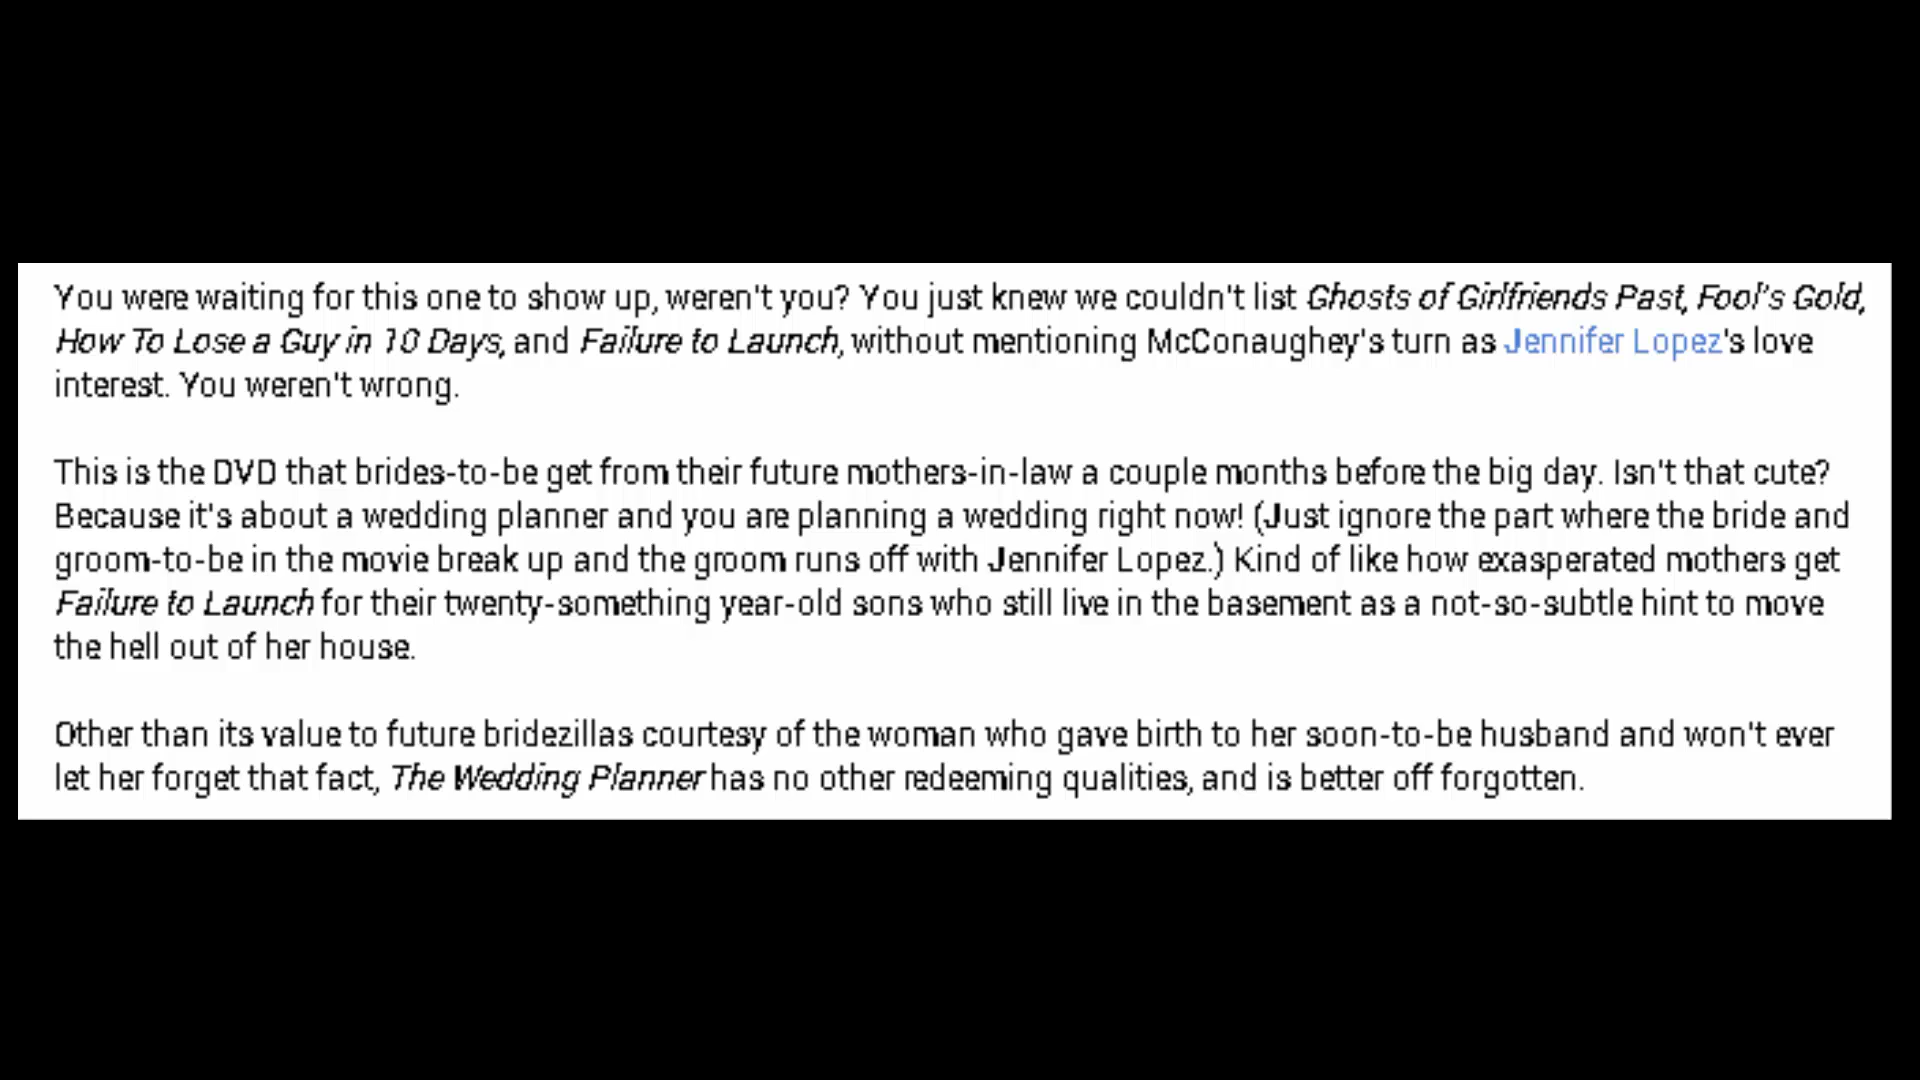 You were waiting for this one to show up, weren't you? You just knew we couldn't list Ghosts of Girlfriends Past, Fool's Gold,
How To Lose a Guy in 10 Days, and Failure to Launch, without mentioning McConaughey's turn as Jennifer Lopez's love
interest. You weren't wrong.
This is the DVD that brides-to-be get from their future mothers-in-law a couple months before the big day. Isn't that cute?
Because it's about a wedding planner and you are planning a wedding right now! (Just ignore the part where the bride and
groom-to-be in the movie break up and the groom runs off with Jennifer Lopez.) Kind of like how exasperated mothers get
Failure to Launch for their twenty-something year-old sons who still live in the basement as a not-so-subtle hint to move
the hell out of her house.
Other than its value to future bridezillas courtesy of the woman who gave birth to her soon-to-be husband and won't ever
let her forget that fact, The Wedding Planner has no other redeeming qualities, and is better off forgotten.